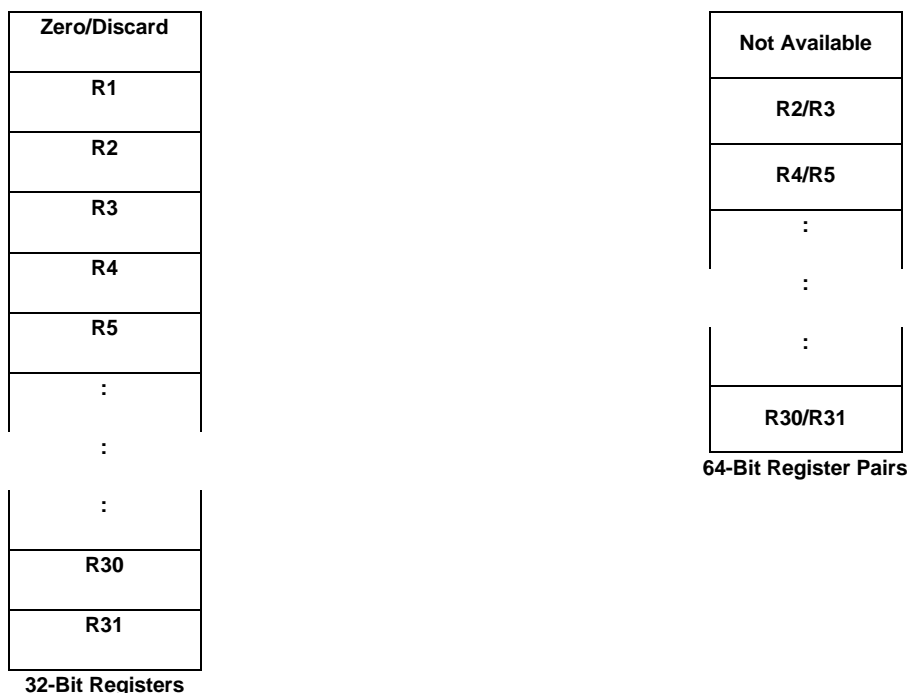 Zero/Discard
R1
R2
R3
R4
R5
:
:
:
R30
R31
32-Bit Registers
Not Available
R2/R3
R4/R5
:
:
:
R30/R31
64-Bit Register Pairs